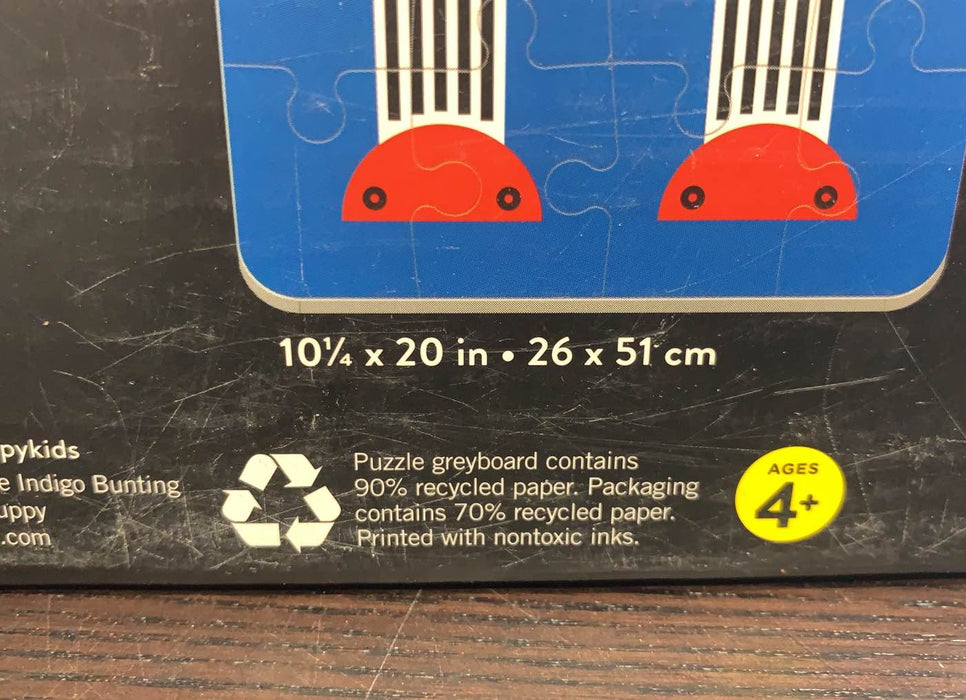 10¼ x 20 in • 26 x 51 cm
pykids
e Indigo Bunting
uppy
.com
Puzzle greyboard contains
90% recycled paper. Packaging
contains 70% recycled paper.
Printed with nontoxic inks.
AGES
4+